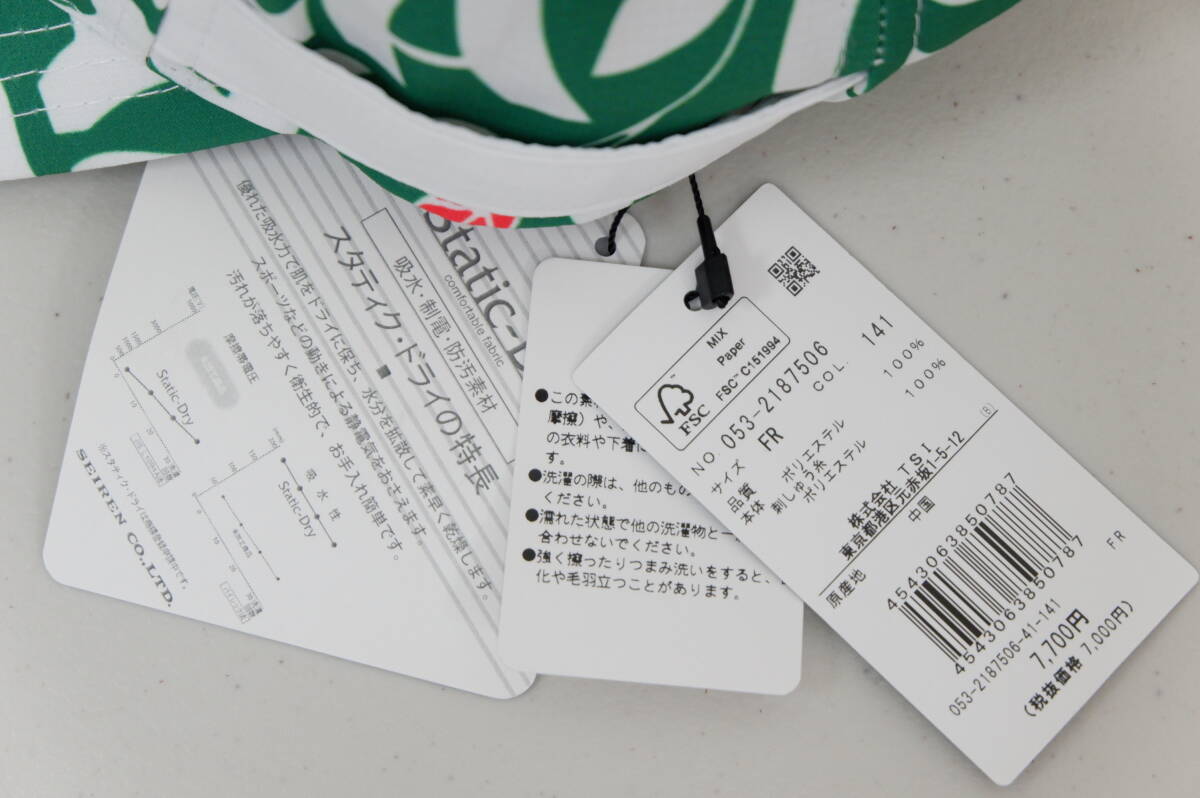 Static-D
comfortable fabric
吸水・制電・防汚素材
スタティク・ドライの特長
優れた吸水力で肌をドライに保ち、水分を拡散して素早く乾燥します。
スポーツなどの動きによる静電気をおさえます。
汚れが落ちやすく衛生的で、お手入れ簡単です。
摩擦帯電圧
Static-Dry
吸水性
Static-Dry
SEIREN CO.,LTD.
●この素材
摩擦)や、
の衣料や下着に
す。
●洗濯の際は、他のもの
ください。
●濡れた状態で他の洗濯物と一
合わせないでください。
●強く擦ったりつまみ洗いをすると、
化や毛羽立つことがあります。
MIX
Paper
FSC™ C151994
FSC
NO. 053-2187506 COL. 141
サイズ FR
品質
本体 ポリエステル 100%
刺しゅう糸
ポリエステル 100%
株式会社 TSI (B)
東京都港区元赤坂1-5-12
原産地 中国
4543063850787
4543063850787
053-2187506-41-141 FR
7,700円
(税抜価格 7,000円)